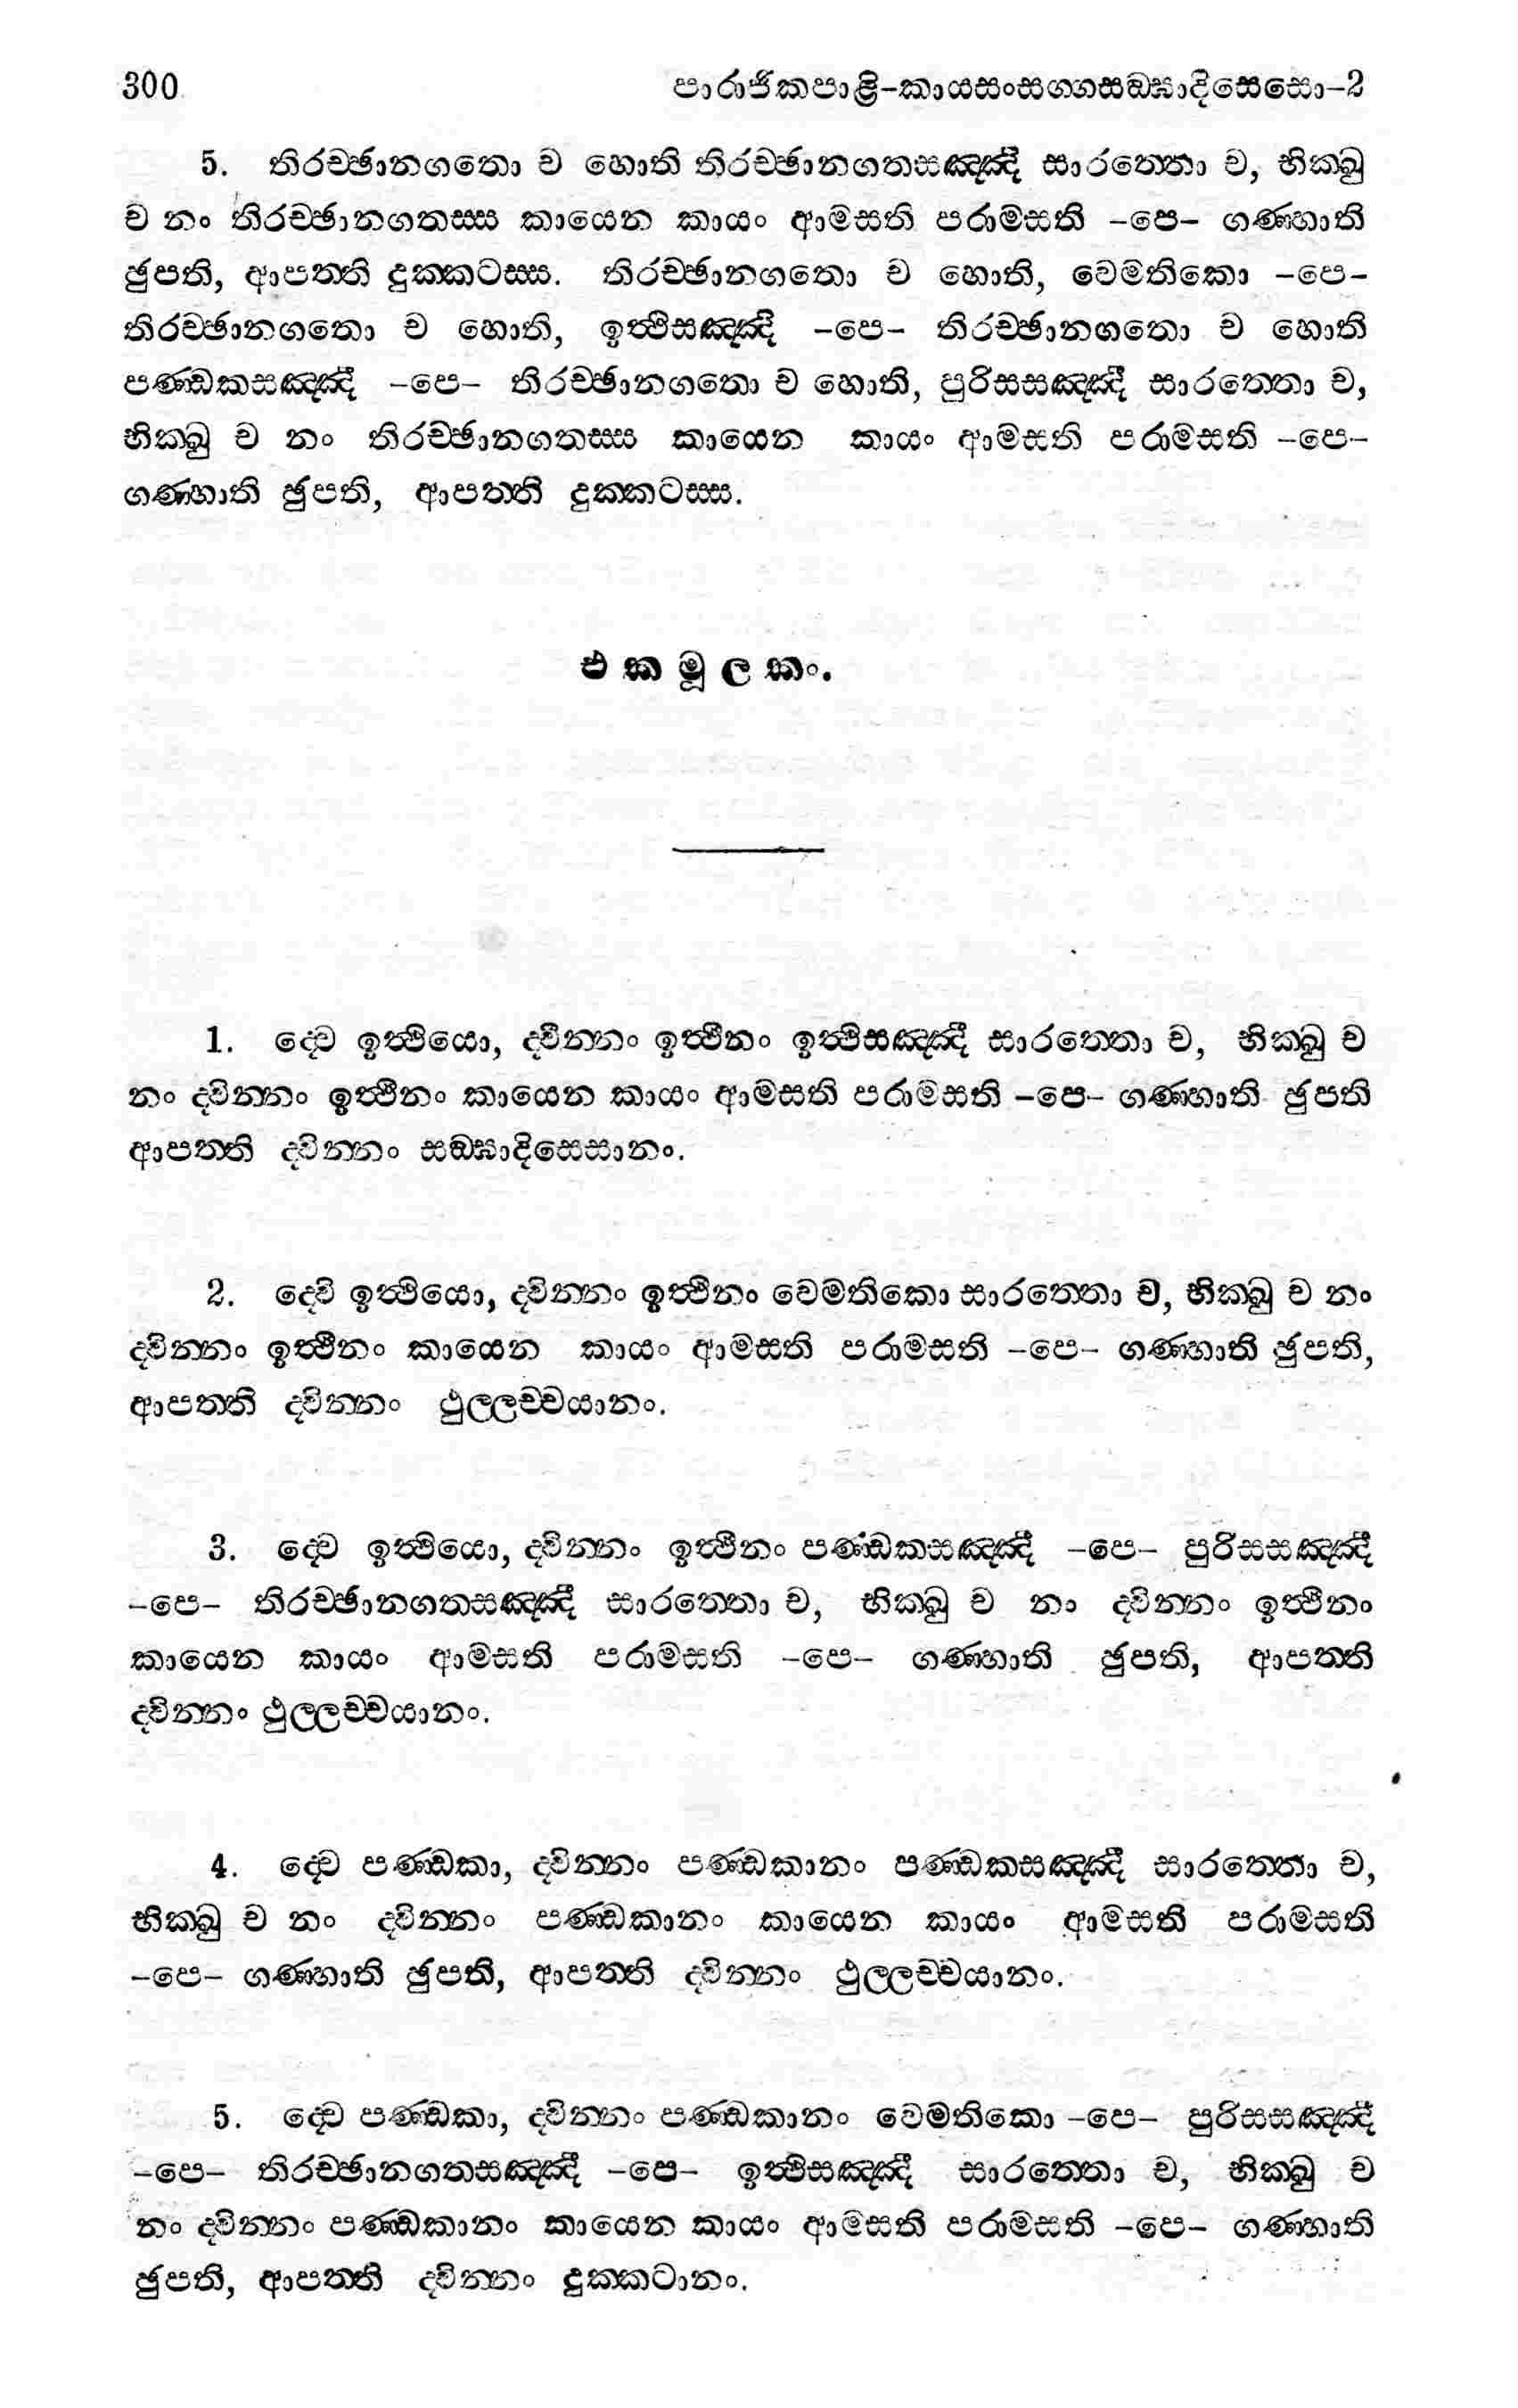 300 පාරාජිකපාළි-කායසංසග්ගසඞ්ඝාදිසෙසො-2
5. තිරච්ඡානගතො ච හොති තිරච්ඡානගතසඤ්ඤී සාරත්තො ච, භික්ඛු
ච නං තිරච්ඡානගතස්ස කායෙන කායං ආමසති පරාමසති -පෙ- ගණ්හාති
ඡුපති, ආපත්ති දුක්කටස්ස. තිරච්ඡානගතො ච හොති, වෙමතිකො -පෙ-
තිරච්ඡානගතො ච හොති, ඉත්ථිසඤ්ඤී -පෙ- තිරච්ඡානගතො ච හොති
පණ්ඩකසඤ්ඤී -පෙ- තිරච්ඡානගතො ච හොති, පුරිසසඤ්ඤී සාරත්තො ච,
භික්ඛු ච නං තිරච්ඡානගතස්ස කායෙන කායං ආමසති පරාමසති -පෙ-
ගණ්හාති ඡුපති, ආපත්ති දුක්කටස්ස.
එකමූලකං.
1. ද්වෙ ඉත්ථියො, ද්වින්නං ඉත්ථීනං ඉත්ථිසඤ්ඤී සාරත්තො ච, භික්ඛු ච
නං ද්වින්නං ඉත්ථීනං කායෙන කායං ආමසති පරාමසති -පෙ- ගණ්හාති ඡුපති
ආපත්ති ද්වින්නං සඞ්ඝාදිසෙසානං.
2. ද්වෙ ඉත්ථියො, ද්වින්නං ඉත්ථීනං වෙමතිකො සාරත්තො ච, භික්ඛු ච නං
ද්වින්නං ඉත්ථීනං කායෙන කායං ආමසති පරාමසති -පෙ- ගණ්හාති ඡුපති,
ආපත්ති ද්වින්නං ථුල්ලච්චයානං.
3. ද්වෙ ඉත්ථියො, ද්වින්නං ඉත්ථීනං පණ්ඩකසඤ්ඤී -පෙ- පුරිසසඤ්ඤී
-පෙ- තිරච්ඡානගතසඤ්ඤී සාරත්තො ච, භික්ඛු ච නං ද්වින්නං ඉත්ථීනං
කායෙන කායං ආමසති පරාමසති -පෙ- ගණ්හාති ඡුපති, ආපත්ති
ද්වින්නං ථුල්ලච්චයානං.
4. ද්වෙ පණ්ඩකා, ද්වින්නං පණ්ඩකානං පණ්ඩකසඤ්ඤී සාරත්තො ච,
භික්ඛු ච නං ද්වින්නං පණ්ඩකානං කායෙන කායං ආමසති පරාමසති
-පෙ- ගණ්හාති ඡුපති, ආපත්ති ද්වින්නං ථුල්ලච්චයානං.
5. ද්වෙ පණ්ඩකා, ද්වින්නං පණ්ඩකානං වෙමතිකො -පෙ- පුරිසසඤ්ඤී
-පෙ- තිරච්ඡානගතසඤ්ඤී -පෙ- ඉත්ථිසඤ්ඤී සාරත්තො ච, භික්ඛු ච
නං ද්වින්නං පණ්ඩකානං කායෙන කායං ආමසති පරාමසති -පෙ- ගණ්හාති
ඡුපති, ආපත්ති ද්වින්නං දුක්කටානං.